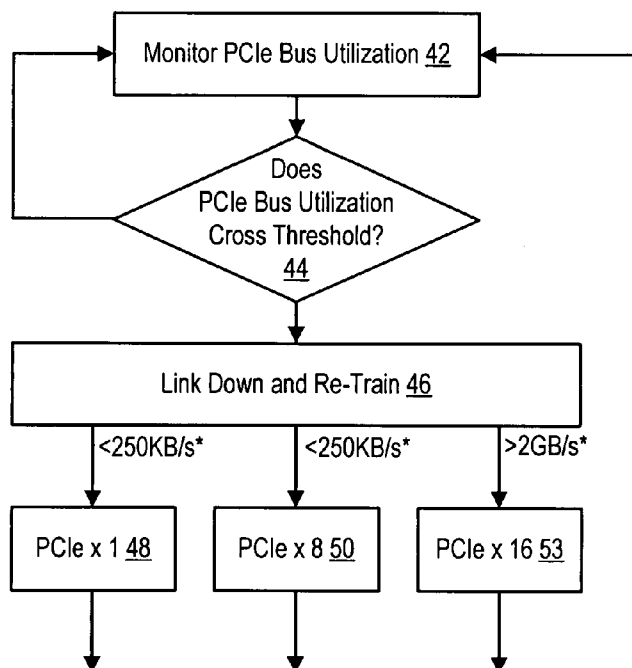 Monitor PCIe Bus Utilization 42
Does
PCIe Bus Utilization
Cross Threshold?
44
Link Down and Re-Train 46
<250KB/s*
<250KB/s*
>2GB/s*
PCIe x 1 48
PCIe x 8 50
PCIe x 16 53